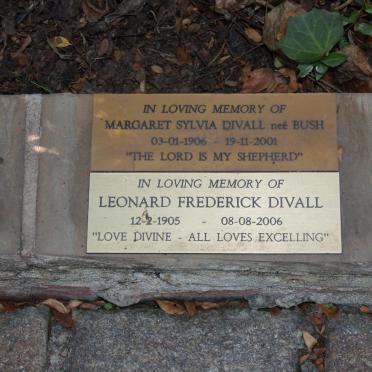 IN LOVING MEMORY OF
MARGARET SYLVIA DIVALL neé BUSH
03-01-1906 - 19-11-2001
"THE LORD IS MY SHEPHERD"
IN LOVING MEMORY OF
LEONARD FREDERICK DIVALL
12-2-1905 - 08-08-2006
"LOVE DIVINE - ALL LOVES EXCELLING"